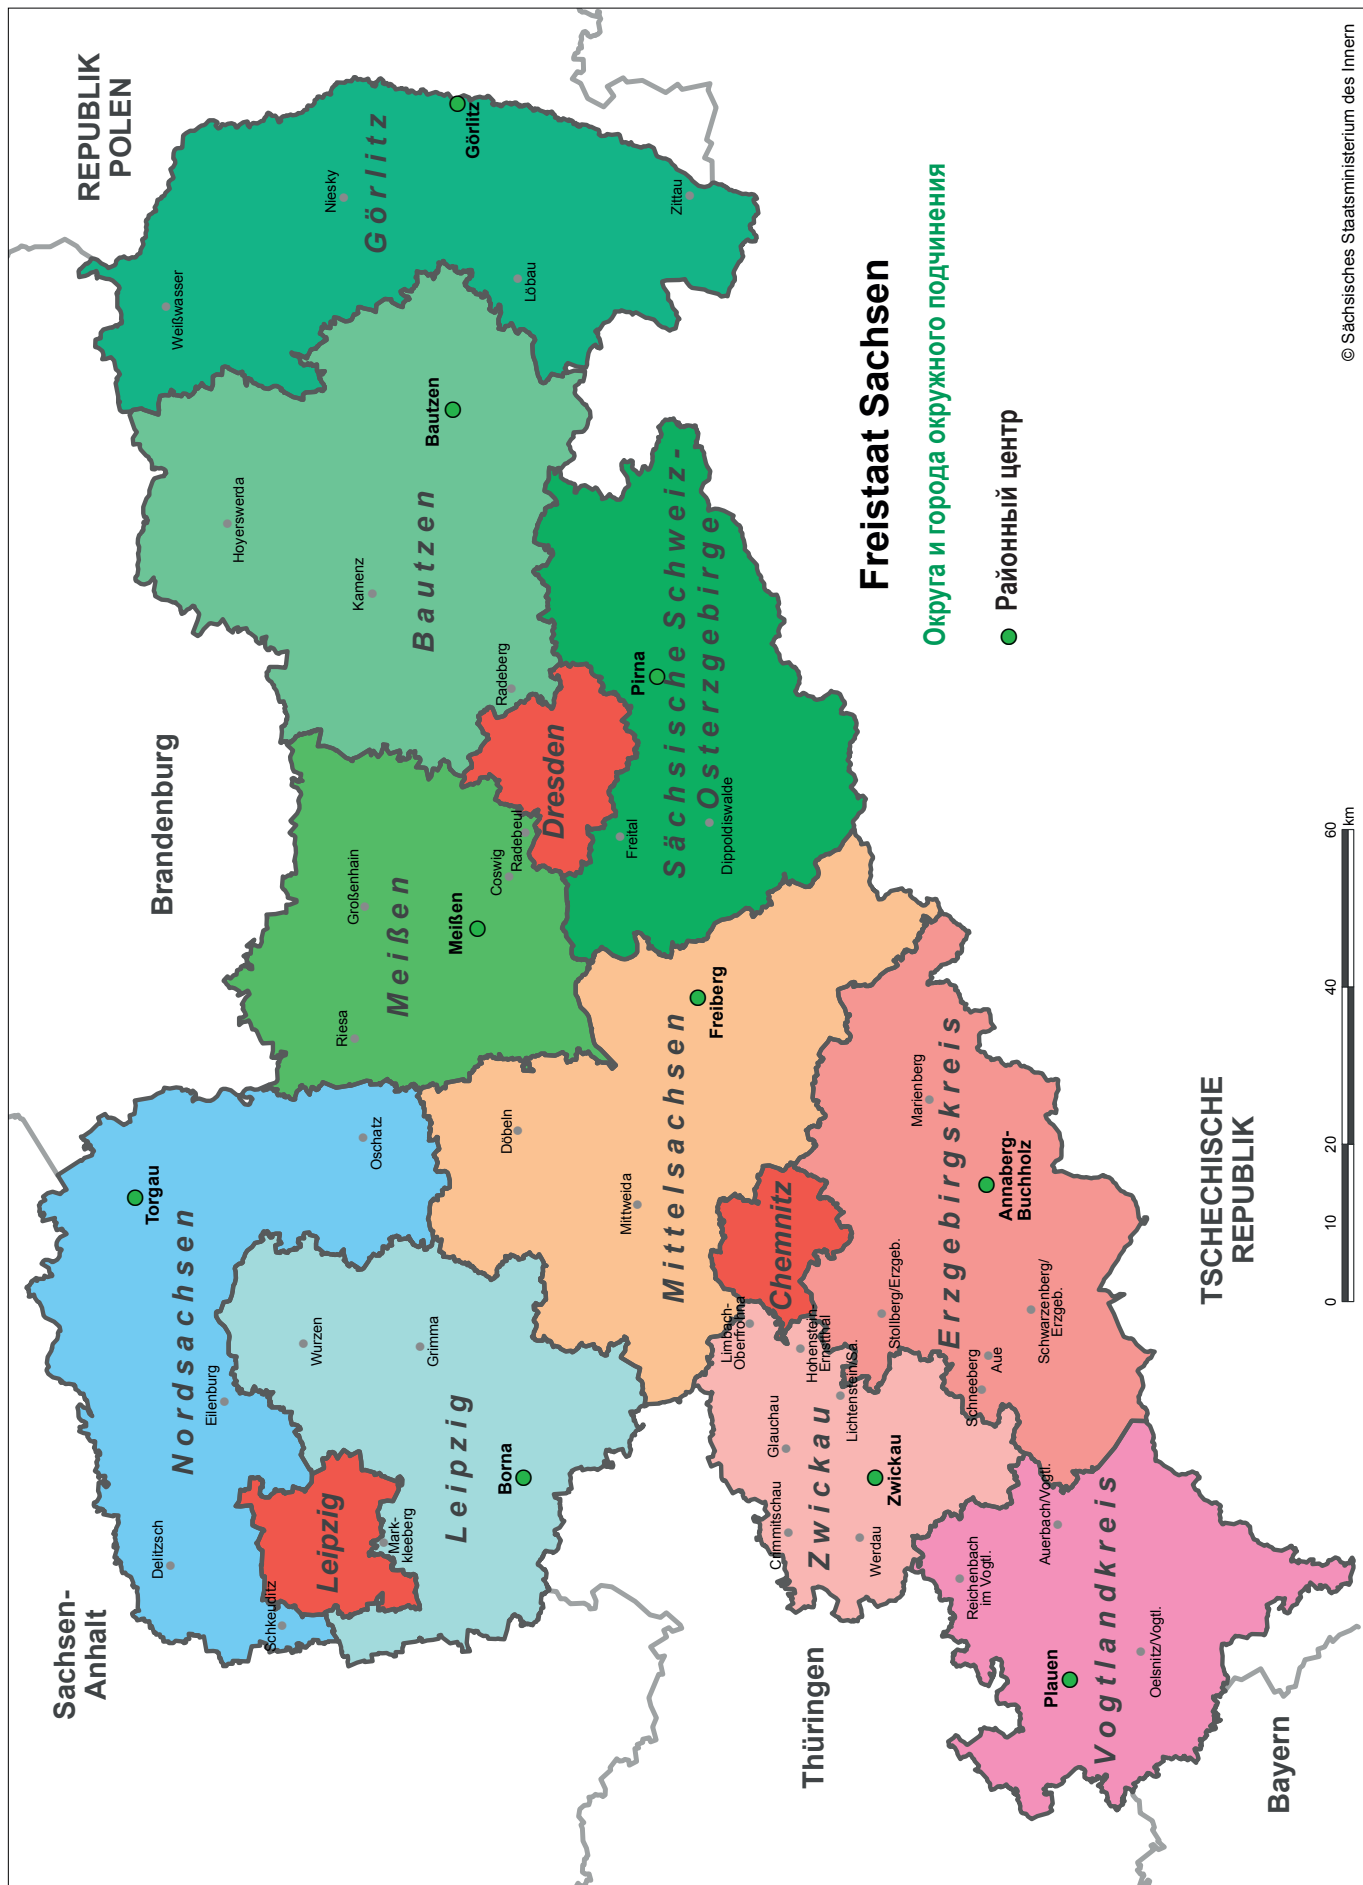 REPUBLIK
POLEN
Brandenburg
Sachsen-
Anhalt
Thüringen
Bayern
TSCHECHISCHE
REPUBLIK
Nordsachsen
Torgau
Delitzsch
Eilenburg
Schkeuditz
Oschatz
Leipzig
Leipzig
Wurzen
Grimma
Borna
Mark-
kleeberg
Meißen
Riesa
Großenhain
Meißen
Coswig
Radebeul
Dresden
Bautzen
Hoyerswerda
Kamenz
Radeberg
Bautzen
Görlitz
Weißwasser
Niesky
Görlitz
Löbau
Zittau
Sächsische Schweiz-
Osterzgebirge
Pirna
Freital
Dippoldiswalde
Mittelsachsen
Döbeln
Mittweida
Freiberg
Chemnitz
Erzgebirgskreis
Marienberg
Annaberg-
Buchholz
Stollberg/Erzgeb.
Schwarzenberg/
Erzgeb.
Aue
Schneeberg
Zwickau
Limbach-
Oberfrohna
Hohenstein-
Ernstthal
Lichtenstein/Sa.
Glauchau
Crimmitschau
Werdau
Zwickau
Vogtlandkreis
Reichenbach
im Vogtl.
Auerbach/Vogtl.
Plauen
Oelsnitz/Vogtl.
Freistaat Sachsen
Округа и города окружного подчинения
Районный центр
0 10 20 40 60 km
© Sächsisches Staatsministerium des Innern